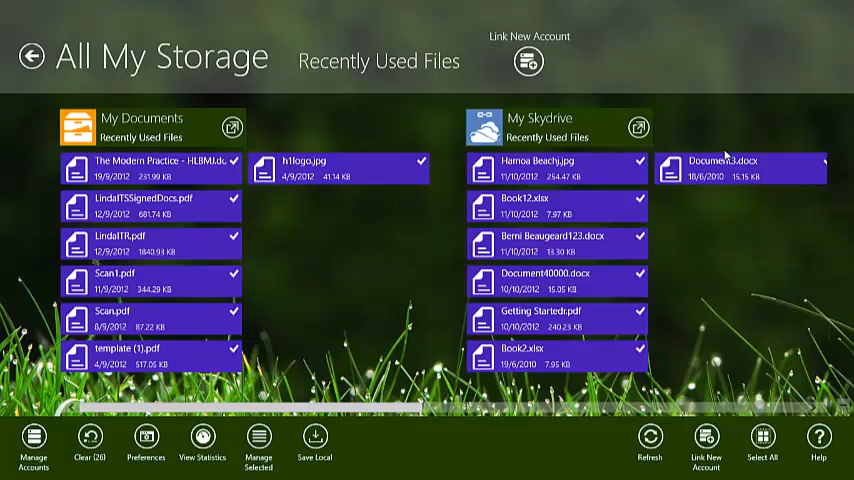 All My Storage
Recently Used Files
Link New Account
My Documents
Recently Used Files
The Modern Practice - HLBMJ.dc
19/9/2012 231.99 KB
LindaITSSignedDocs.pdf
12/9/2012 601.74 KB
LindaITR.pdf
12/9/2012 1840.93 KB
Scan1.pdf
11/9/2012 344.29 KB
Scan.pdf
8/9/2012 87.22 KB
template (1).pdf
4/9/2012 517.05 KB
h1logo.jpg
4/9/2012 41.14 KB
My Skydrive
Recently Used Files
Hamoa Beachj.jpg
11/10/2012 254.47 KB
Book12.xlsx
11/10/2012 7.97 KB
Berni Beaugeard123.docx
11/10/2012 13.30 KB
Document40000.docx
10/10/2012 15.05 KB
Getting Startedr.pdf
10/10/2012 240.23 KB
Book2.xlsx
19/6/2010 7.95 KB
Document3.docx
18/6/2010 15.15 KB
Manage Accounts
Clear (26)
Preferences
View Statistics
Manage Selected
Save Local
Refresh
Link New Account
Select All
Help